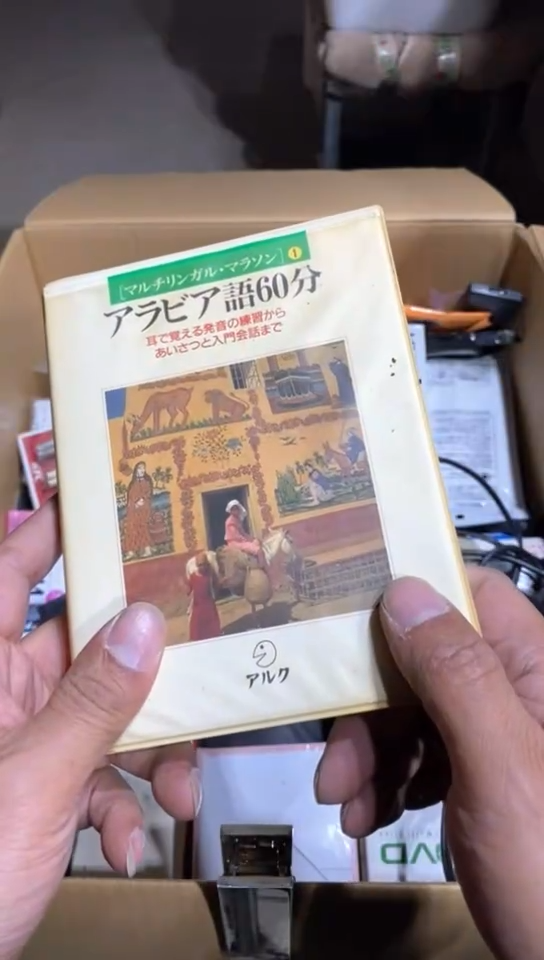 [マルチリンガル・マラソン] 1
アラビア語60分
耳で覚える発音の練習から
あいさつと入門会話まで
アルク
DVD